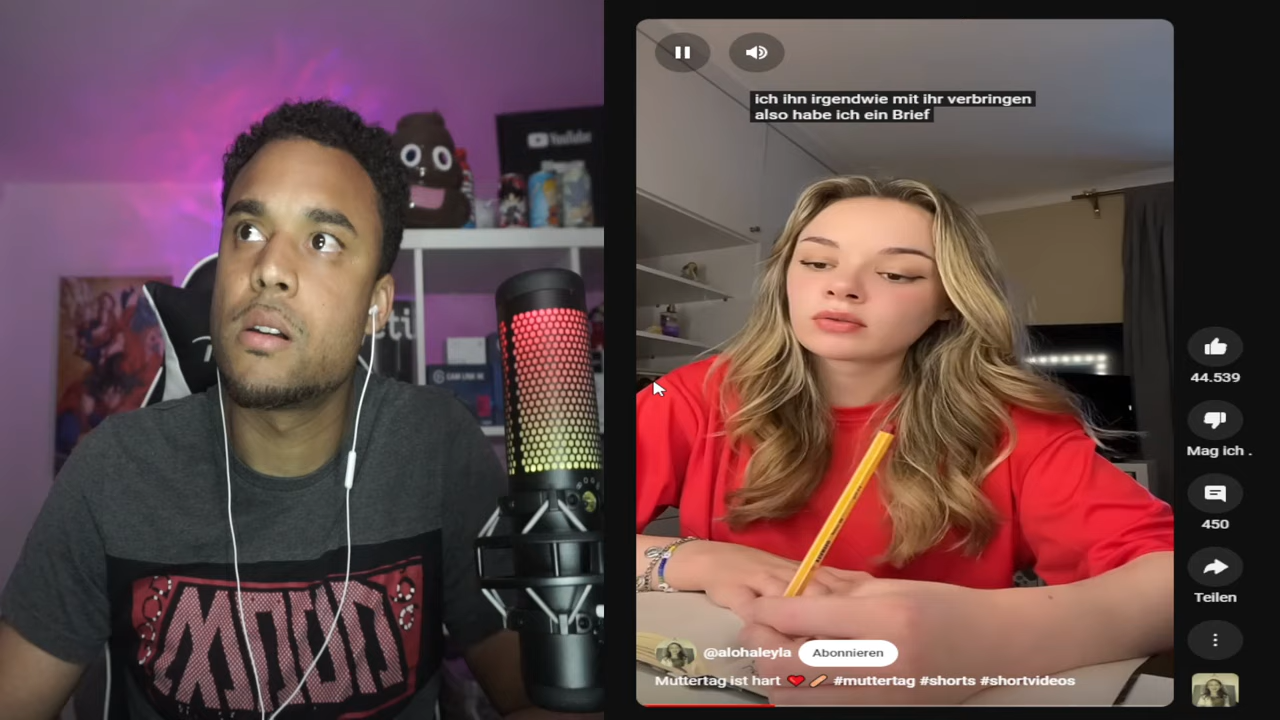 YouTube
MOOD
ich ihn irgendwie mit ihr verbringen
also habe ich ein Brief
44.539
Mag ich .
450
Teilen
@alohaleyla
Abonnieren
Muttertag ist hart ❤️ 🩹 #muttertag #shorts #shortvideos